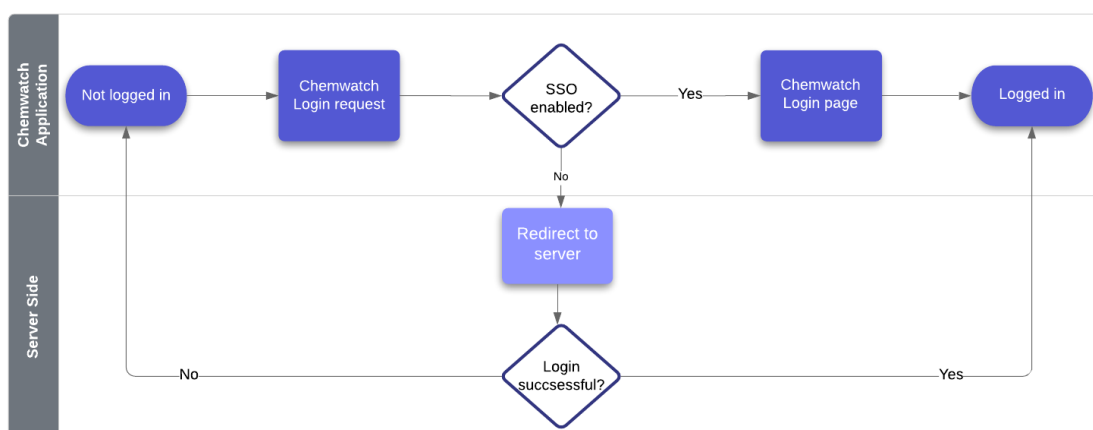 Chemwatch
Application
Not logged in
Chemwatch
Login request
SSO
enabled?
Yes
Chemwatch
Login page
Logged in
No
Server Side
Redirect to
server
Login
succsessful?
No
Yes